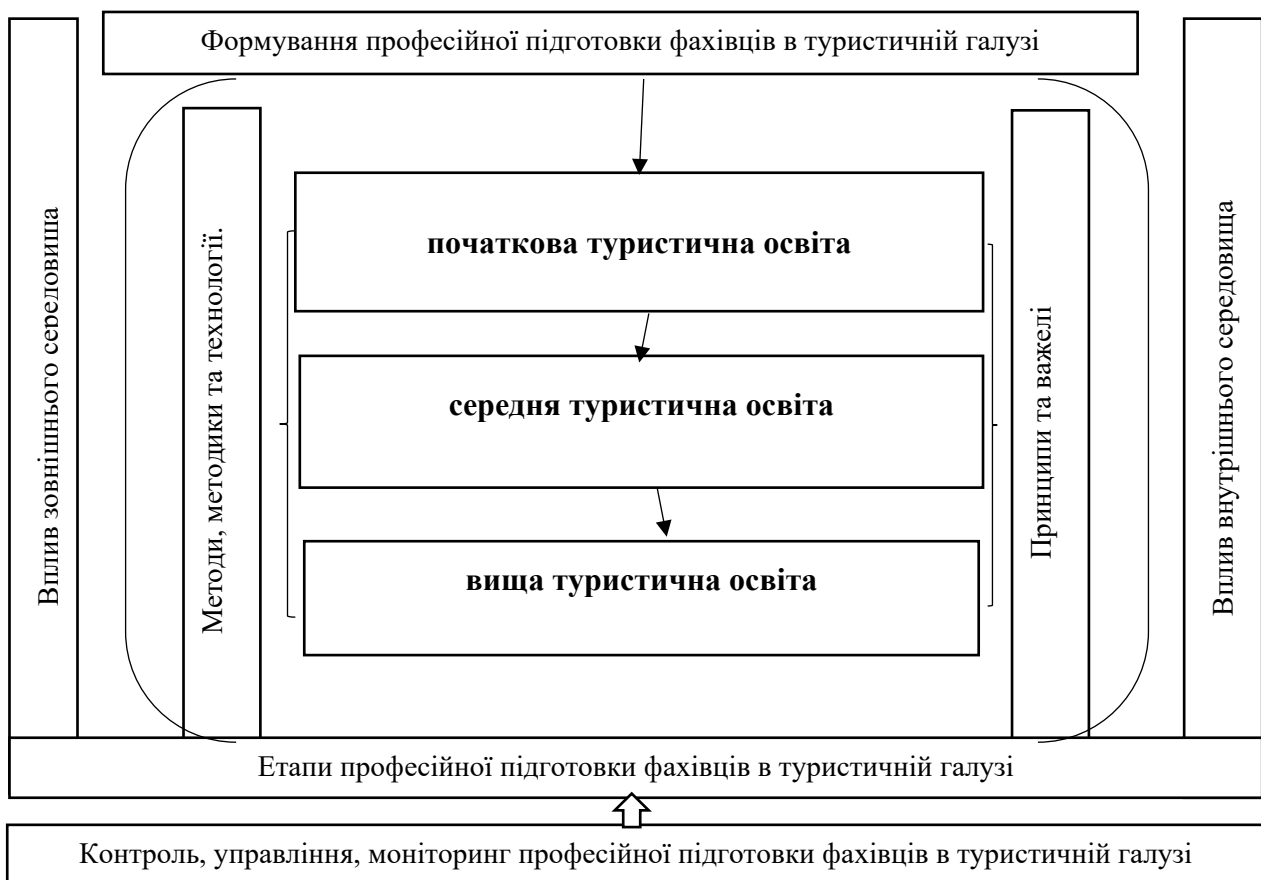 Формування професійної підготовки фахівців в туристичній галузі
Вплив зовнішнього середовища
Методи, методики та технології.
початкова туристична освіта
середня туристична освіта
вища туристична освіта
Принципи та важелі
Вплив внутрішнього середовища
Етапи професійної підготовки фахівців в туристичній галузі
Контроль, управління, моніторинг професійної підготовки фахівців в туристичній галузі